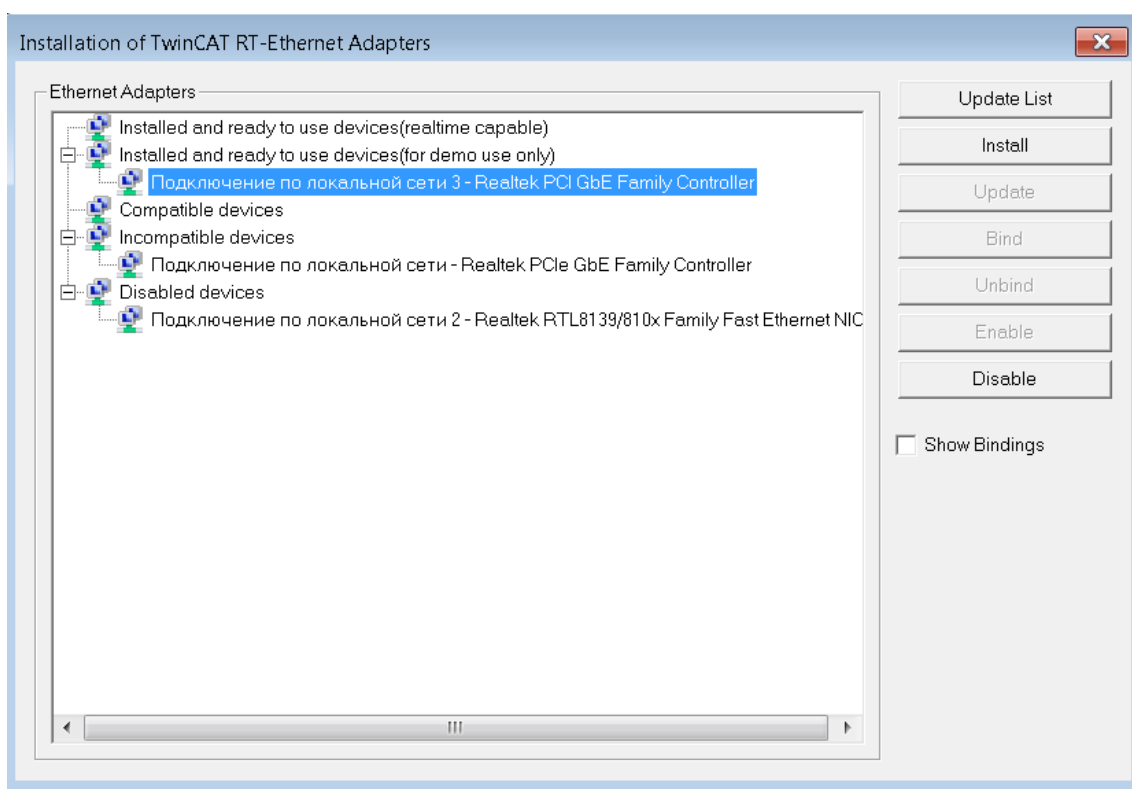 Installation of TwinCAT RT-Ethernet Adapters
Ethernet Adapters
Installed and ready to use devices(realtime capable)
Installed and ready to use devices(for demo use only)
Подключение по локальной сети 3 - Realtek PCI GbE Family Controller
Compatible devices
Incompatible devices
Подключение по локальной сети - Realtek PCIe GbE Family Controller
Disabled devices
Подключение по локальной сети 2 - Realtek RTL8139/810x Family Fast Ethernet NIC
Update List
Install
Update
Bind
Unbind
Enable
Disable
Show Bindings